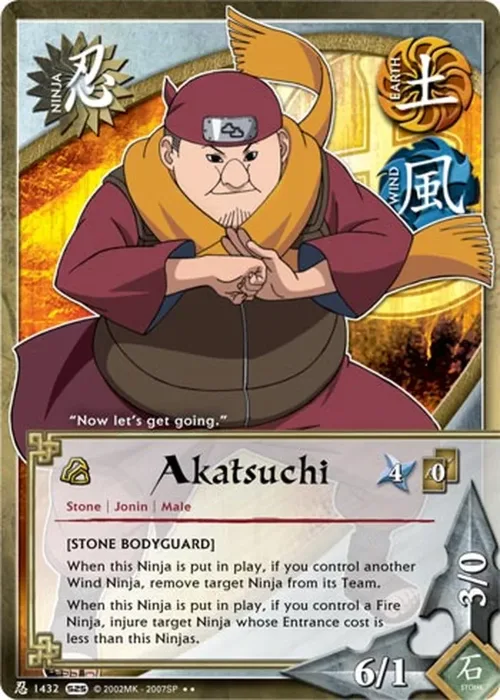 忍
NINJA
EARTH
土
WIND
風
"Now let's get going."
Akatsuchi
4
0
Stone | Jonin | Male
[STONE BODYGUARD]
When this Ninja is put in play, if you control another
Wind Ninja, remove target Ninja from its Team.
When this Ninja is put in play, if you control a Fire
Ninja, injure target Ninja whose Entrance cost is
less than this Ninjas.
3/0
6/1
石
STONE
忍 1432 S25 © 2002MK - 2007SP ••